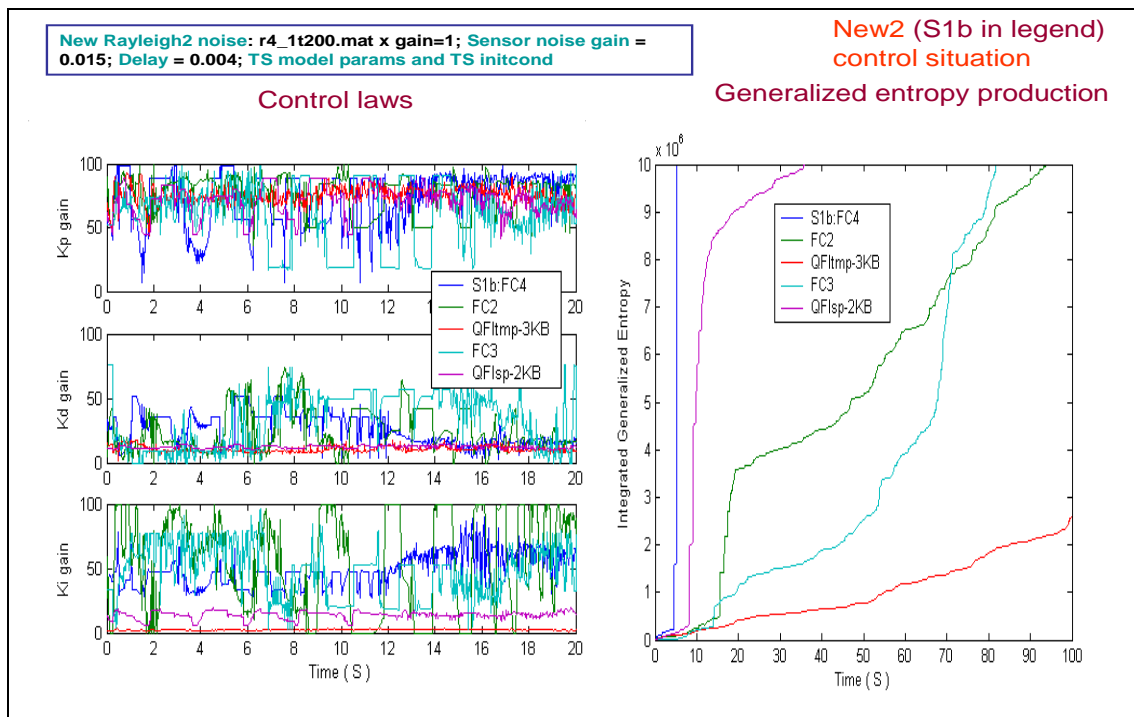 New Rayleigh2 noise: r4_1t200.mat x gain=1; Sensor noise gain =
0.015; Delay = 0.004; TS model params and TS initcond
New2 (S1b in legend)
control situation
Control laws
Generalized entropy production
Kp gain
100
50
0
0 2 4 6 8 10 12 14 16 18 20
S1b:FC4
FC2
QFItmp-3KB
FC3
QFIsp-2KB
Kd gain
100
50
0
0 2 4 6 8 10 12 14 16 18 20
Ki gain
100
50
0
0 2 4 6 8 10 12 14 16 18 20
Time ( S )
x 10^6
Integrated Generalized Entropy
10
9
8
7
6
5
4
3
2
1
0
S1b:FC4
FC2
QFItmp-3KB
FC3
QFIsp-2KB
0 10 20 30 40 50 60 70 80 90 100
Time ( S )